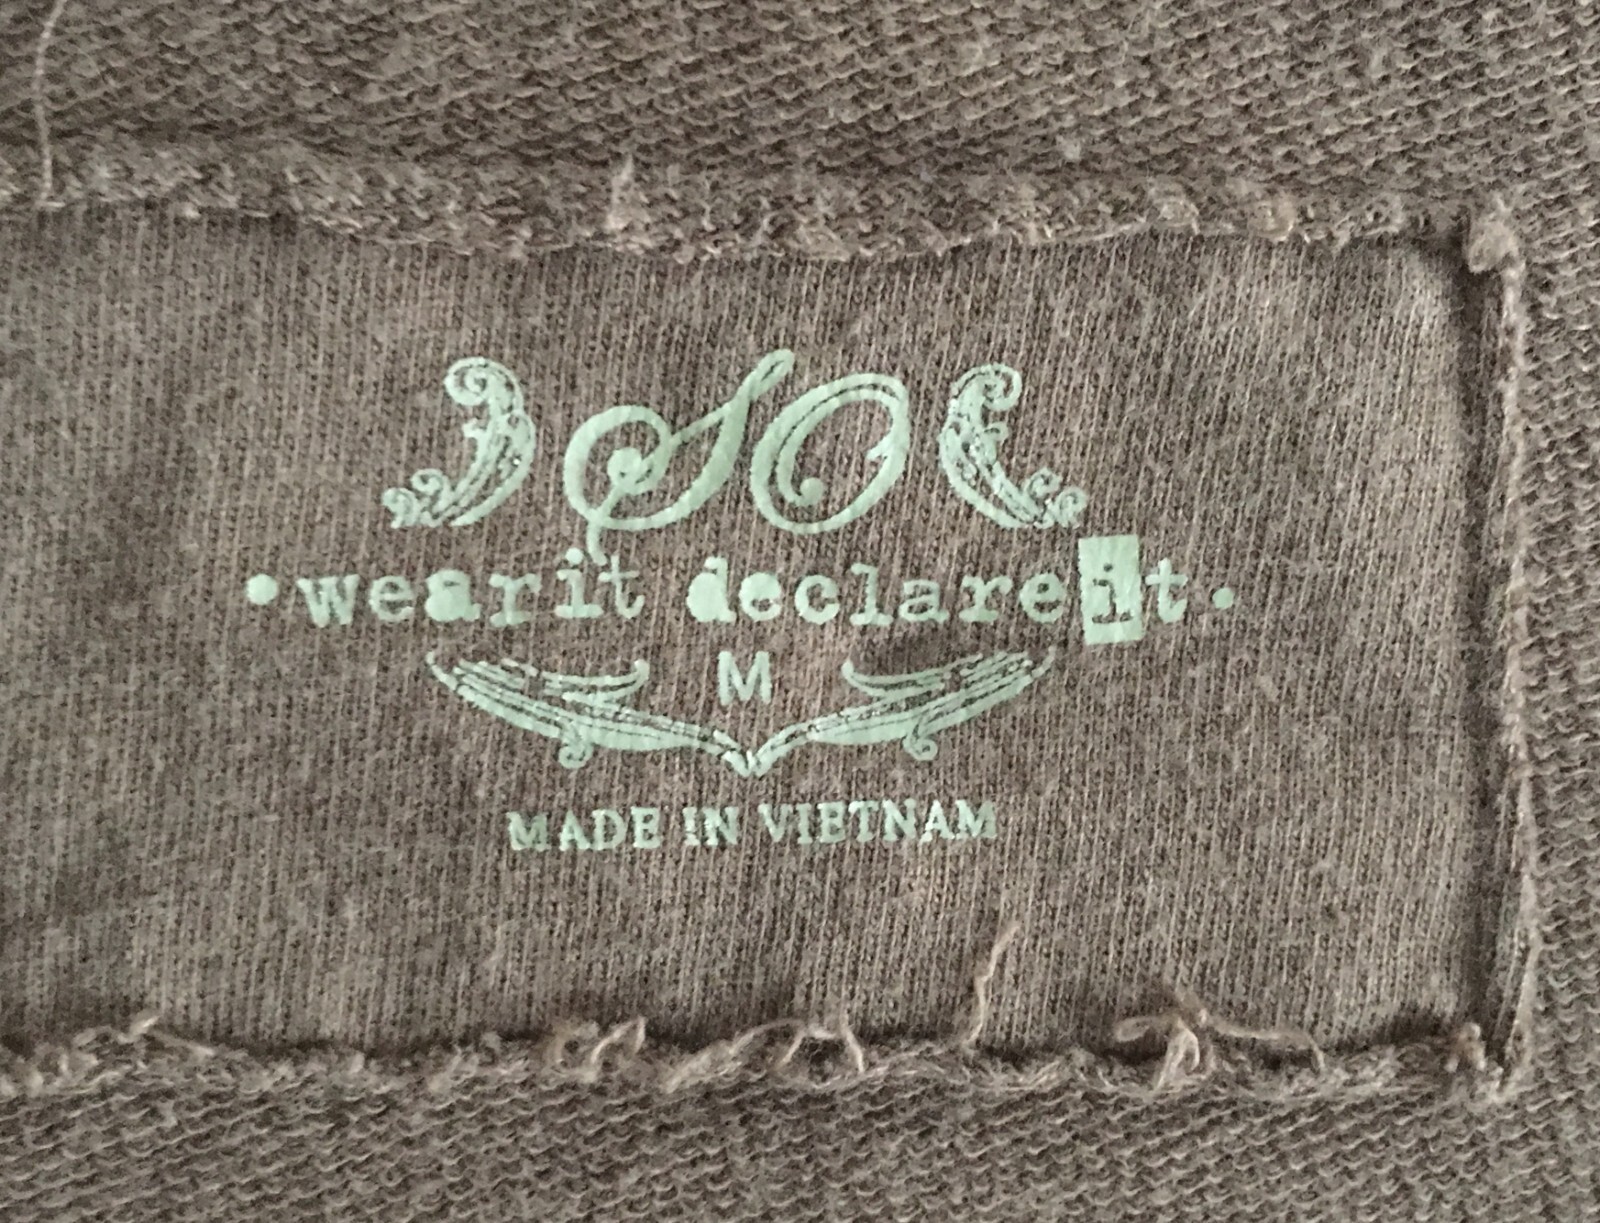 SO
•wearit declareit.
M
MADE IN VIETNAM